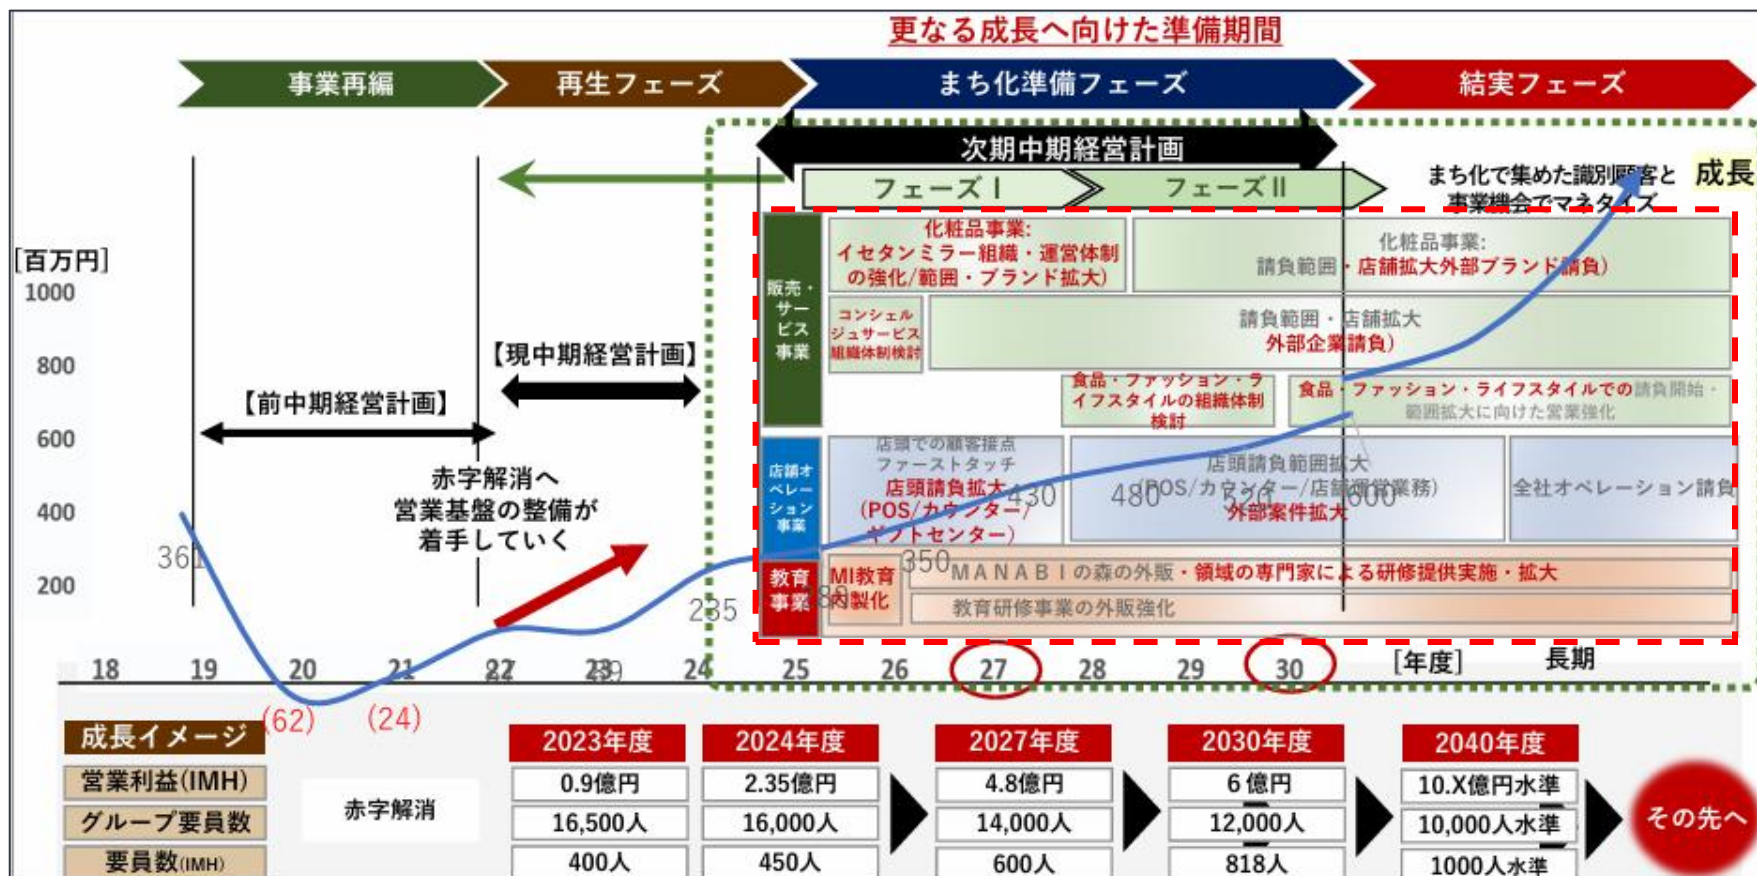 更なる成長へ向けた準備期間
事業再編
再生フェーズ
まち化準備フェーズ
結実フェーズ
次期中期経営計画
フェーズⅠ
フェーズⅡ
まち化で集めた識別顧客と
事業機会でマネタイズ
成長
[百万円]
1000
800
600
400
200
【前中期経営計画】
【現中期経営計画】
赤字解消へ
営業基盤の整備が
着手していく
販売・
サー
ビス
事業
化粧品事業:
イセタンミラー組織・運営体制
の強化/範囲・ブランド拡大)
化粧品事業:
請負範囲・店舗拡大外部ブランド請負)
コンシェル
ジュサービス
組織体制検討
請負範囲・店舗拡大
外部企業請負)
食品・ファッション・ラ
イフスタイルの組織体制
検討
食品・ファッション・ライフスタイルでの請負開始・
範囲拡大に向けた営業強化
店舗オ
ペレー
ション
事業
店頭での顧客接点
ファーストタッチ
店頭請負拡大
(POS/カウンター/
ギフトセンター)
店頭請負範囲拡大
(POS/カウンター/店舗運営業務)
外部案件拡大
全社オペレーション請負
教育
事業
MI教育
内製化
MANABIの森の外販・領域の専門家による研修提供実施・拡大
教育研修事業の外販強化
361
(62)
(24)
235
350
430
480
520
600
18 19 20 21 22 23 24 25 26 27 28 29 30 [年度] 長期
成長イメージ 2023年度 2024年度 2027年度 2030年度 2040年度
営業利益(IMH) 0.9億円 2.35億円 4.8億円 6億円 10.X億円水準
グループ要員数 16,500人 16,000人 14,000人 12,000人 10,000人水準
要員数(IMH) 400人 450人 600人 818人 1000人水準
赤字解消
その先へ